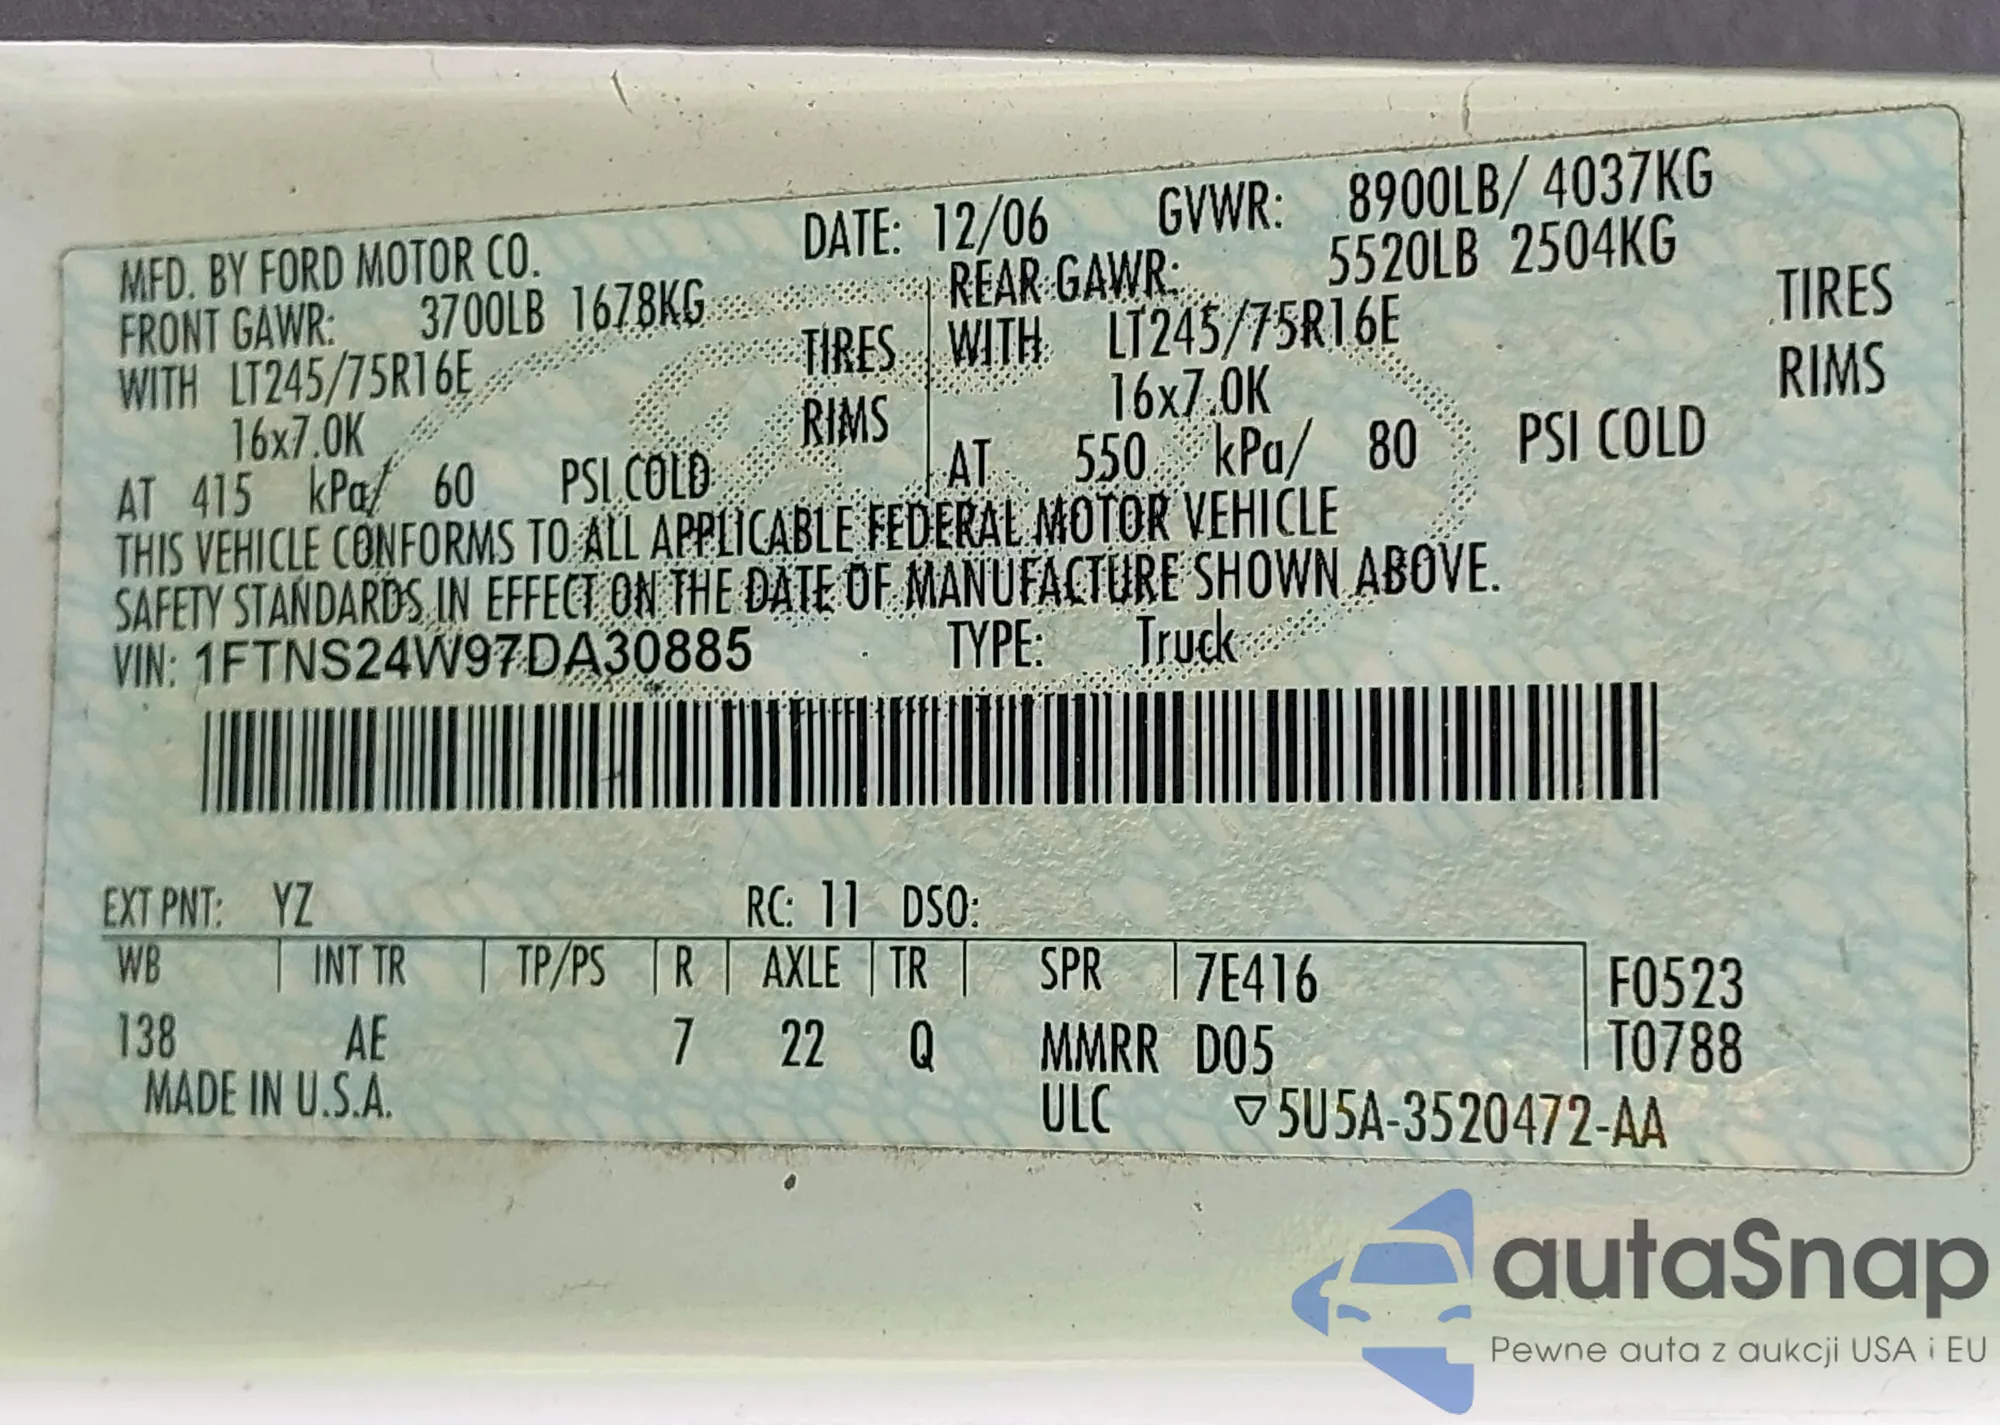 MFD. BY FORD MOTOR CO. DATE: 12/06 GVWR: 8900LB/ 4037KG
FRONT GAWR: 3700LB 1678KG REAR GAWR: 5520LB 2504KG
WITH LT245/75R16E TIRES WITH LT245/75R16E TIRES
16x7.0K RIMS 16x7.0K RIMS
AT 415 kPa/ 60 PSI COLD AT 550 kPa/ 80 PSI COLD
THIS VEHICLE CONFORMS TO ALL APPLICABLE FEDERAL MOTOR VEHICLE
SAFETY STANDARDS IN EFFECT ON THE DATE OF MANUFACTURE SHOWN ABOVE.
VIN: 1FTNS24W97DA30885 TYPE: Truck
EXT PNT: YZ RC: 11 DSO:
WB INT TR TP/PS R AXLE TR SPR 7E416 F0523
138 AE 7 22 Q MMRR D05 T0788
MADE IN U.S.A. ULC ▽5U5A-3520472-AA
autaSnap
Pewne auta z aukcji USA i EU